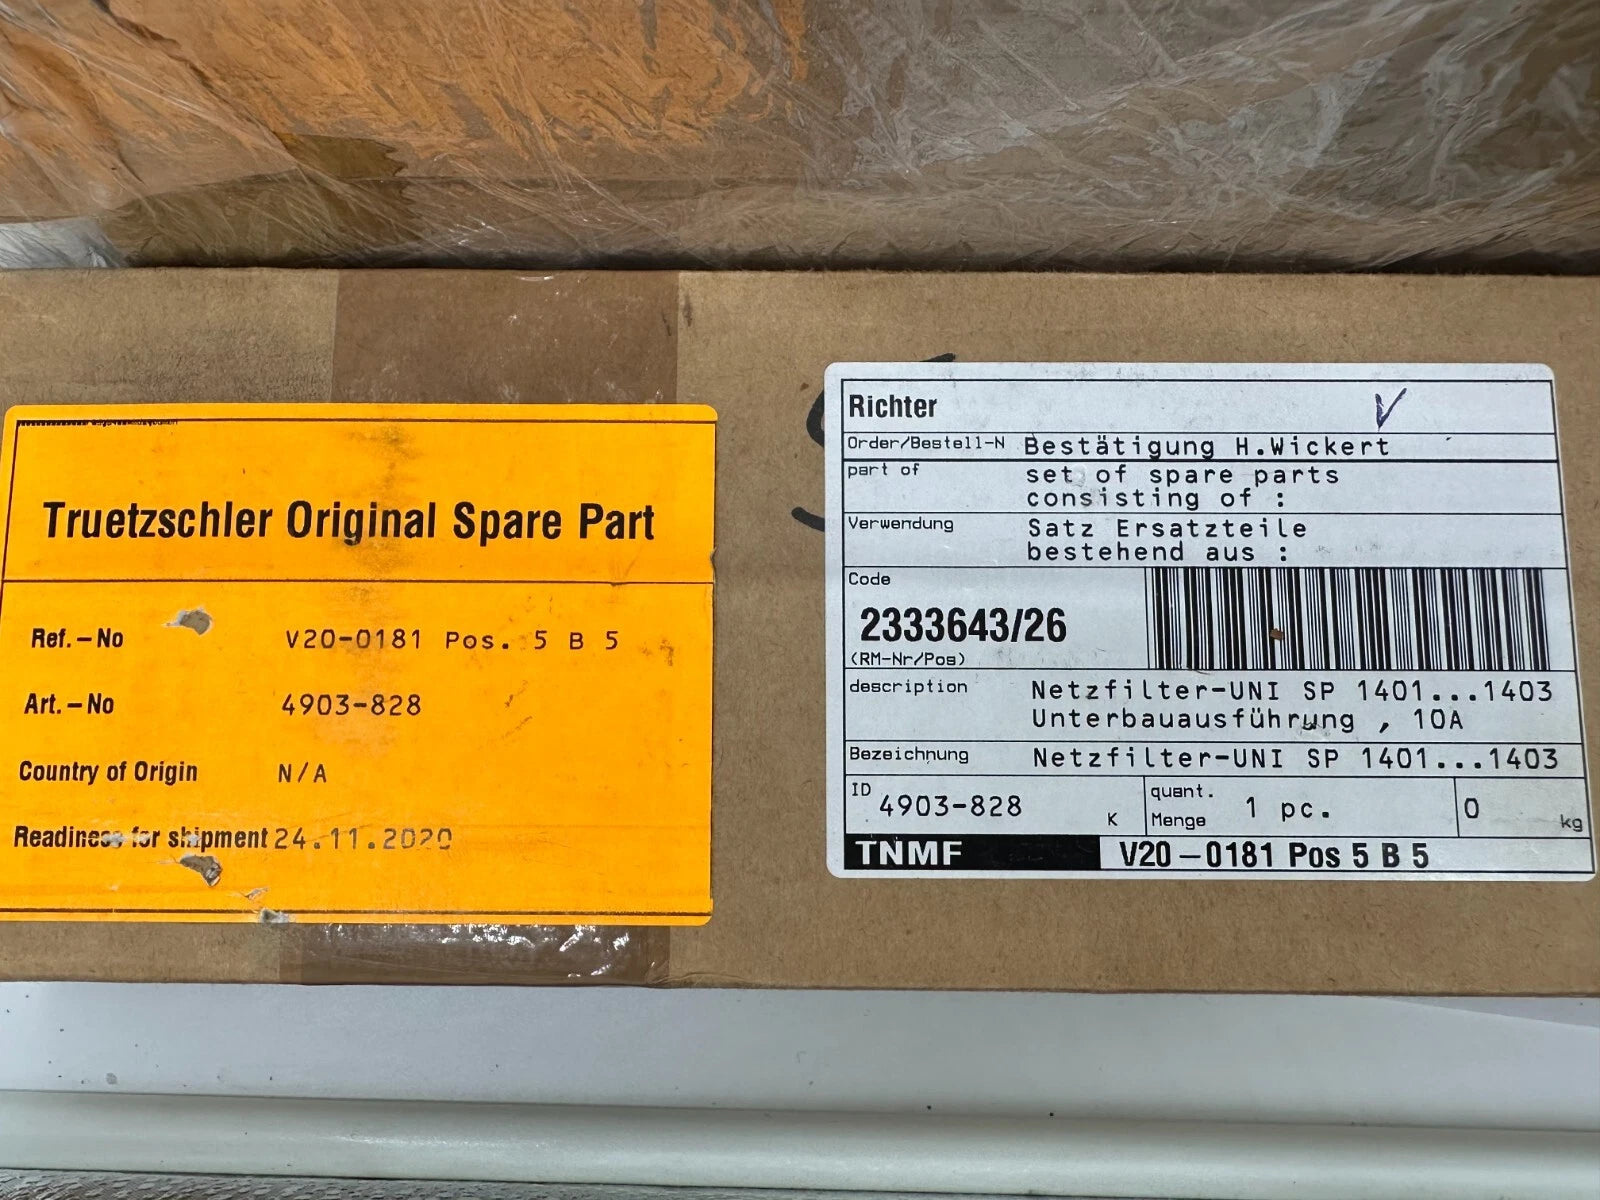 Truetzschler Original Spare Part
Ref.-No V20-0181 Pos. 5 B 5
Art.-No 4903-828
Country of Origin N/A
Readiness for shipment 24.11.2020
Richter
Order/Bestell-N Bestätigung H.Wickert
part of set of spare parts
consisting of :
Verwendung Satz Ersatzteile
bestehend aus :
Code
2333643/26
(RM-Nr/Pos)
description Netzfilter-UNI SP 1401...1403
Unterbauausführung , 10A
Bezeichnung Netzfilter-UNI SP 1401...1403
ID 4903-828 K quant. Menge 1 pc. 0 kg
TNMF V20-0181 Pos 5 B 5